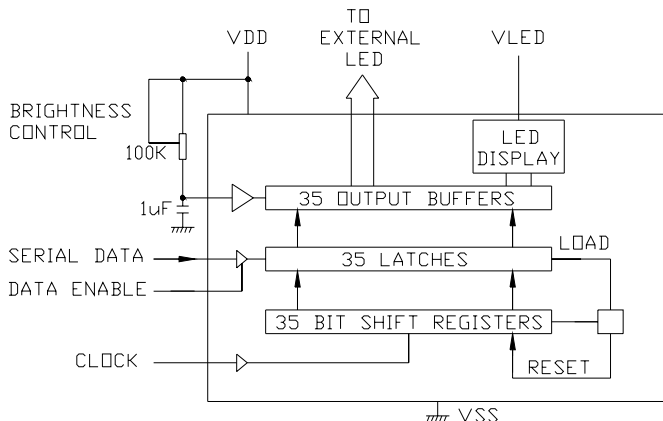 TO
EXTERNAL
LED
VDD
VLED
BRIGHTNESS
CONTROL
100K
LED
DISPLAY
1uF
35 OUTPUT BUFFERS
LOAD
SERIAL DATA
35 LATCHES
DATA ENABLE
35 BIT SHIFT REGISTERS
CLOCK
RESET
VSS